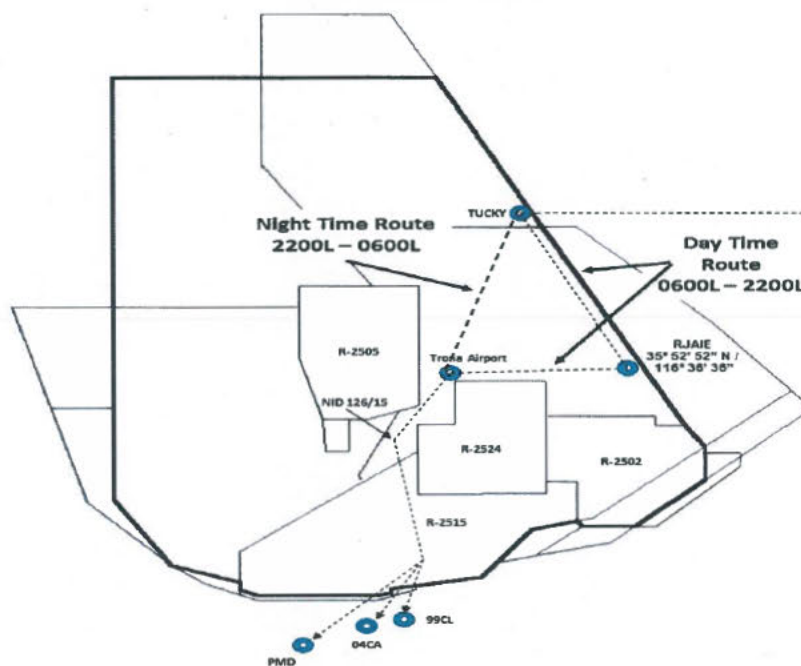 TUCKY
Night Time Route
2200L – 0600L
Day Time
Route
0600L – 2200L
R-2505
Trona Airport
RJAIE
35° 52' 52" N /
116° 36' 36"
NID 126/15
R-2524
R-2502
R-2515
99CL
04CA
PMD